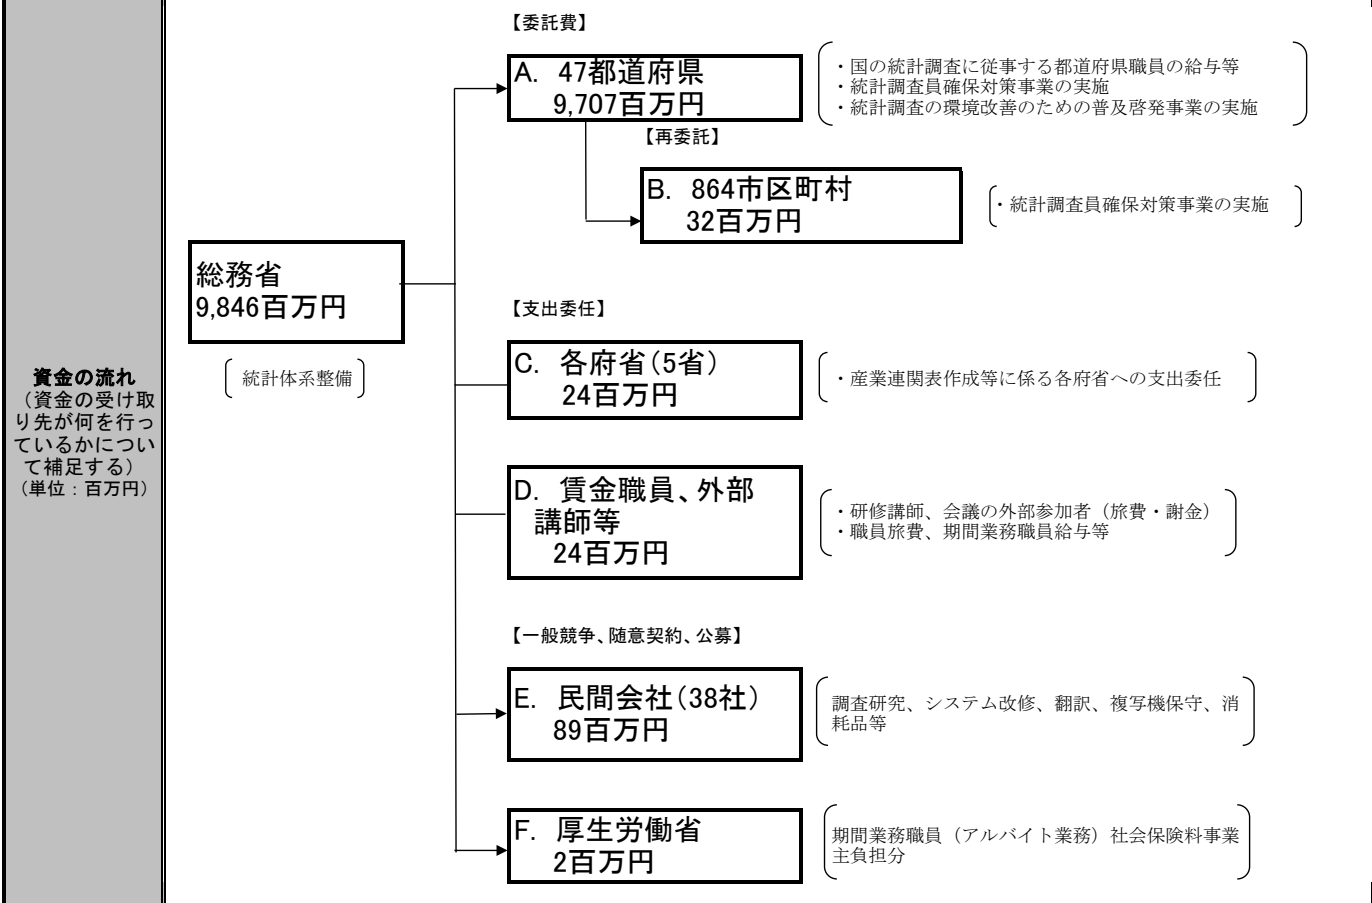 資金の流れ
（資金の受け取
り先が何を行っ
ているかについ
て補足する）
（単位：百万円）
総務省
9,846百万円
統計体系整備
【委託費】
A. 47都道府県
9,707百万円
・国の統計調査に従事する都道府県職員の給与等
・統計調査員確保対策事業の実施
・統計調査の環境改善のための普及啓発事業の実施
【再委託】
B. 864市区町村
32百万円
・統計調査員確保対策事業の実施
【支出委任】
C. 各府省（5省）
24百万円
・産業連関表作成等に係る各府省への支出委任
D. 賃金職員、外部
講師等
24百万円
・研修講師、会議の外部参加者（旅費・謝金）
・職員旅費、期間業務職員給与等
【一般競争、随意契約、公募】
E. 民間会社（38社）
89百万円
調査研究、システム改修、翻訳、複写機保守、消
耗品等
F. 厚生労働省
2百万円
期間業務職員（アルバイト業務）社会保険料事業
主負担分